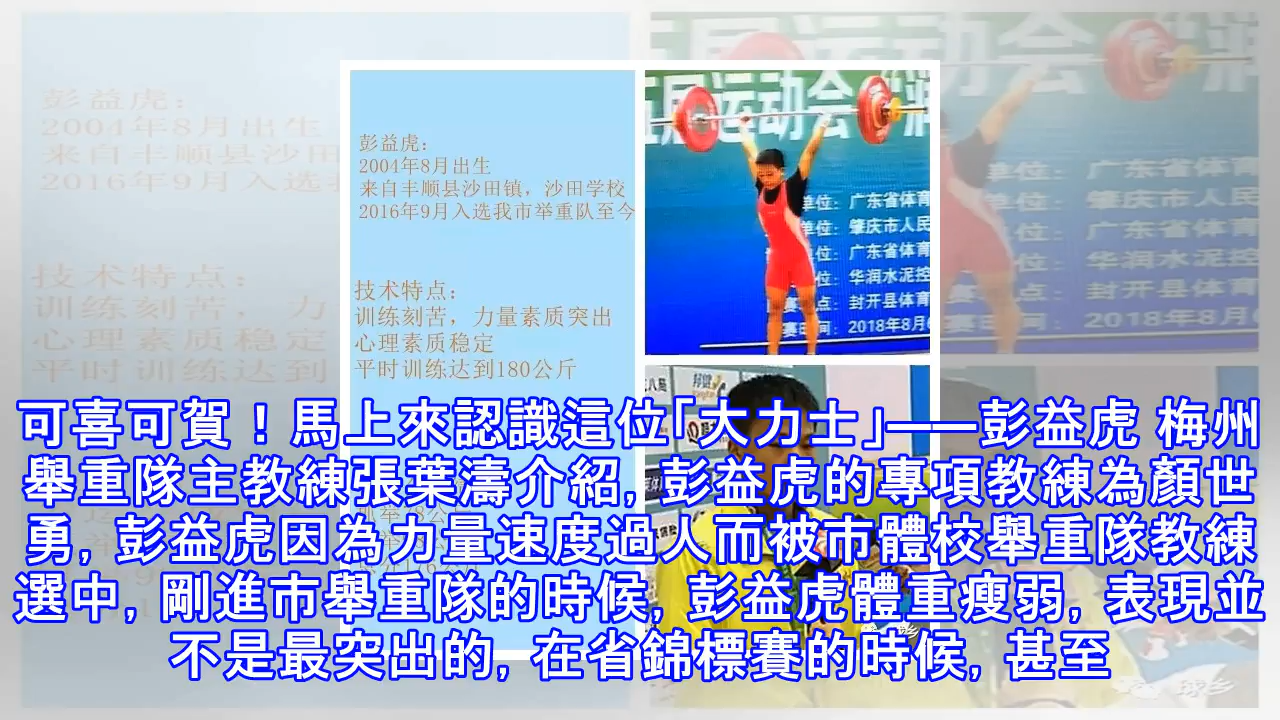 彭益虎：
2004年8月出生
来自丰顺县沙田镇，沙田学校
2016年9月入选我市举重队至今
技术特点：
训练刻苦，力量素质突出
心理素质稳定
平时训练达到180公斤
五届运动会
广东省体育
肇庆市人民
广东省体育
华润水泥控
封开县体育
2018年8月
可喜可賀！馬上來認識這位「大力士」——彭益虎 梅州
舉重隊主教練張葉濤介紹, 彭益虎的專項教練為顏世
勇, 彭益虎因為力量速度過人而被市體校舉重隊教練
選中, 剛進市舉重隊的時候, 彭益虎體重瘦弱, 表現並
不是最突出的, 在省錦標賽的時候, 甚至
球乡